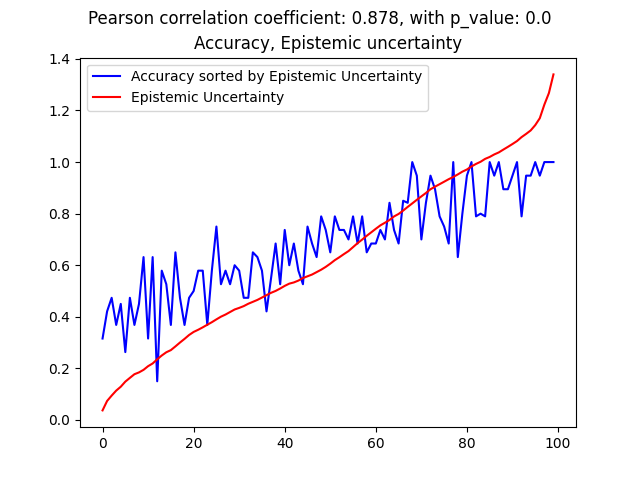 Pearson correlation coefficient: 0.878, with p_value: 0.0
Accuracy, Epistemic uncertainty
Accuracy sorted by Epistemic Uncertainty
Epistemic Uncertainty
1.4
1.2
1.0
0.8
0.6
0.4
0.2
0.0
0 20 40 60 80 100